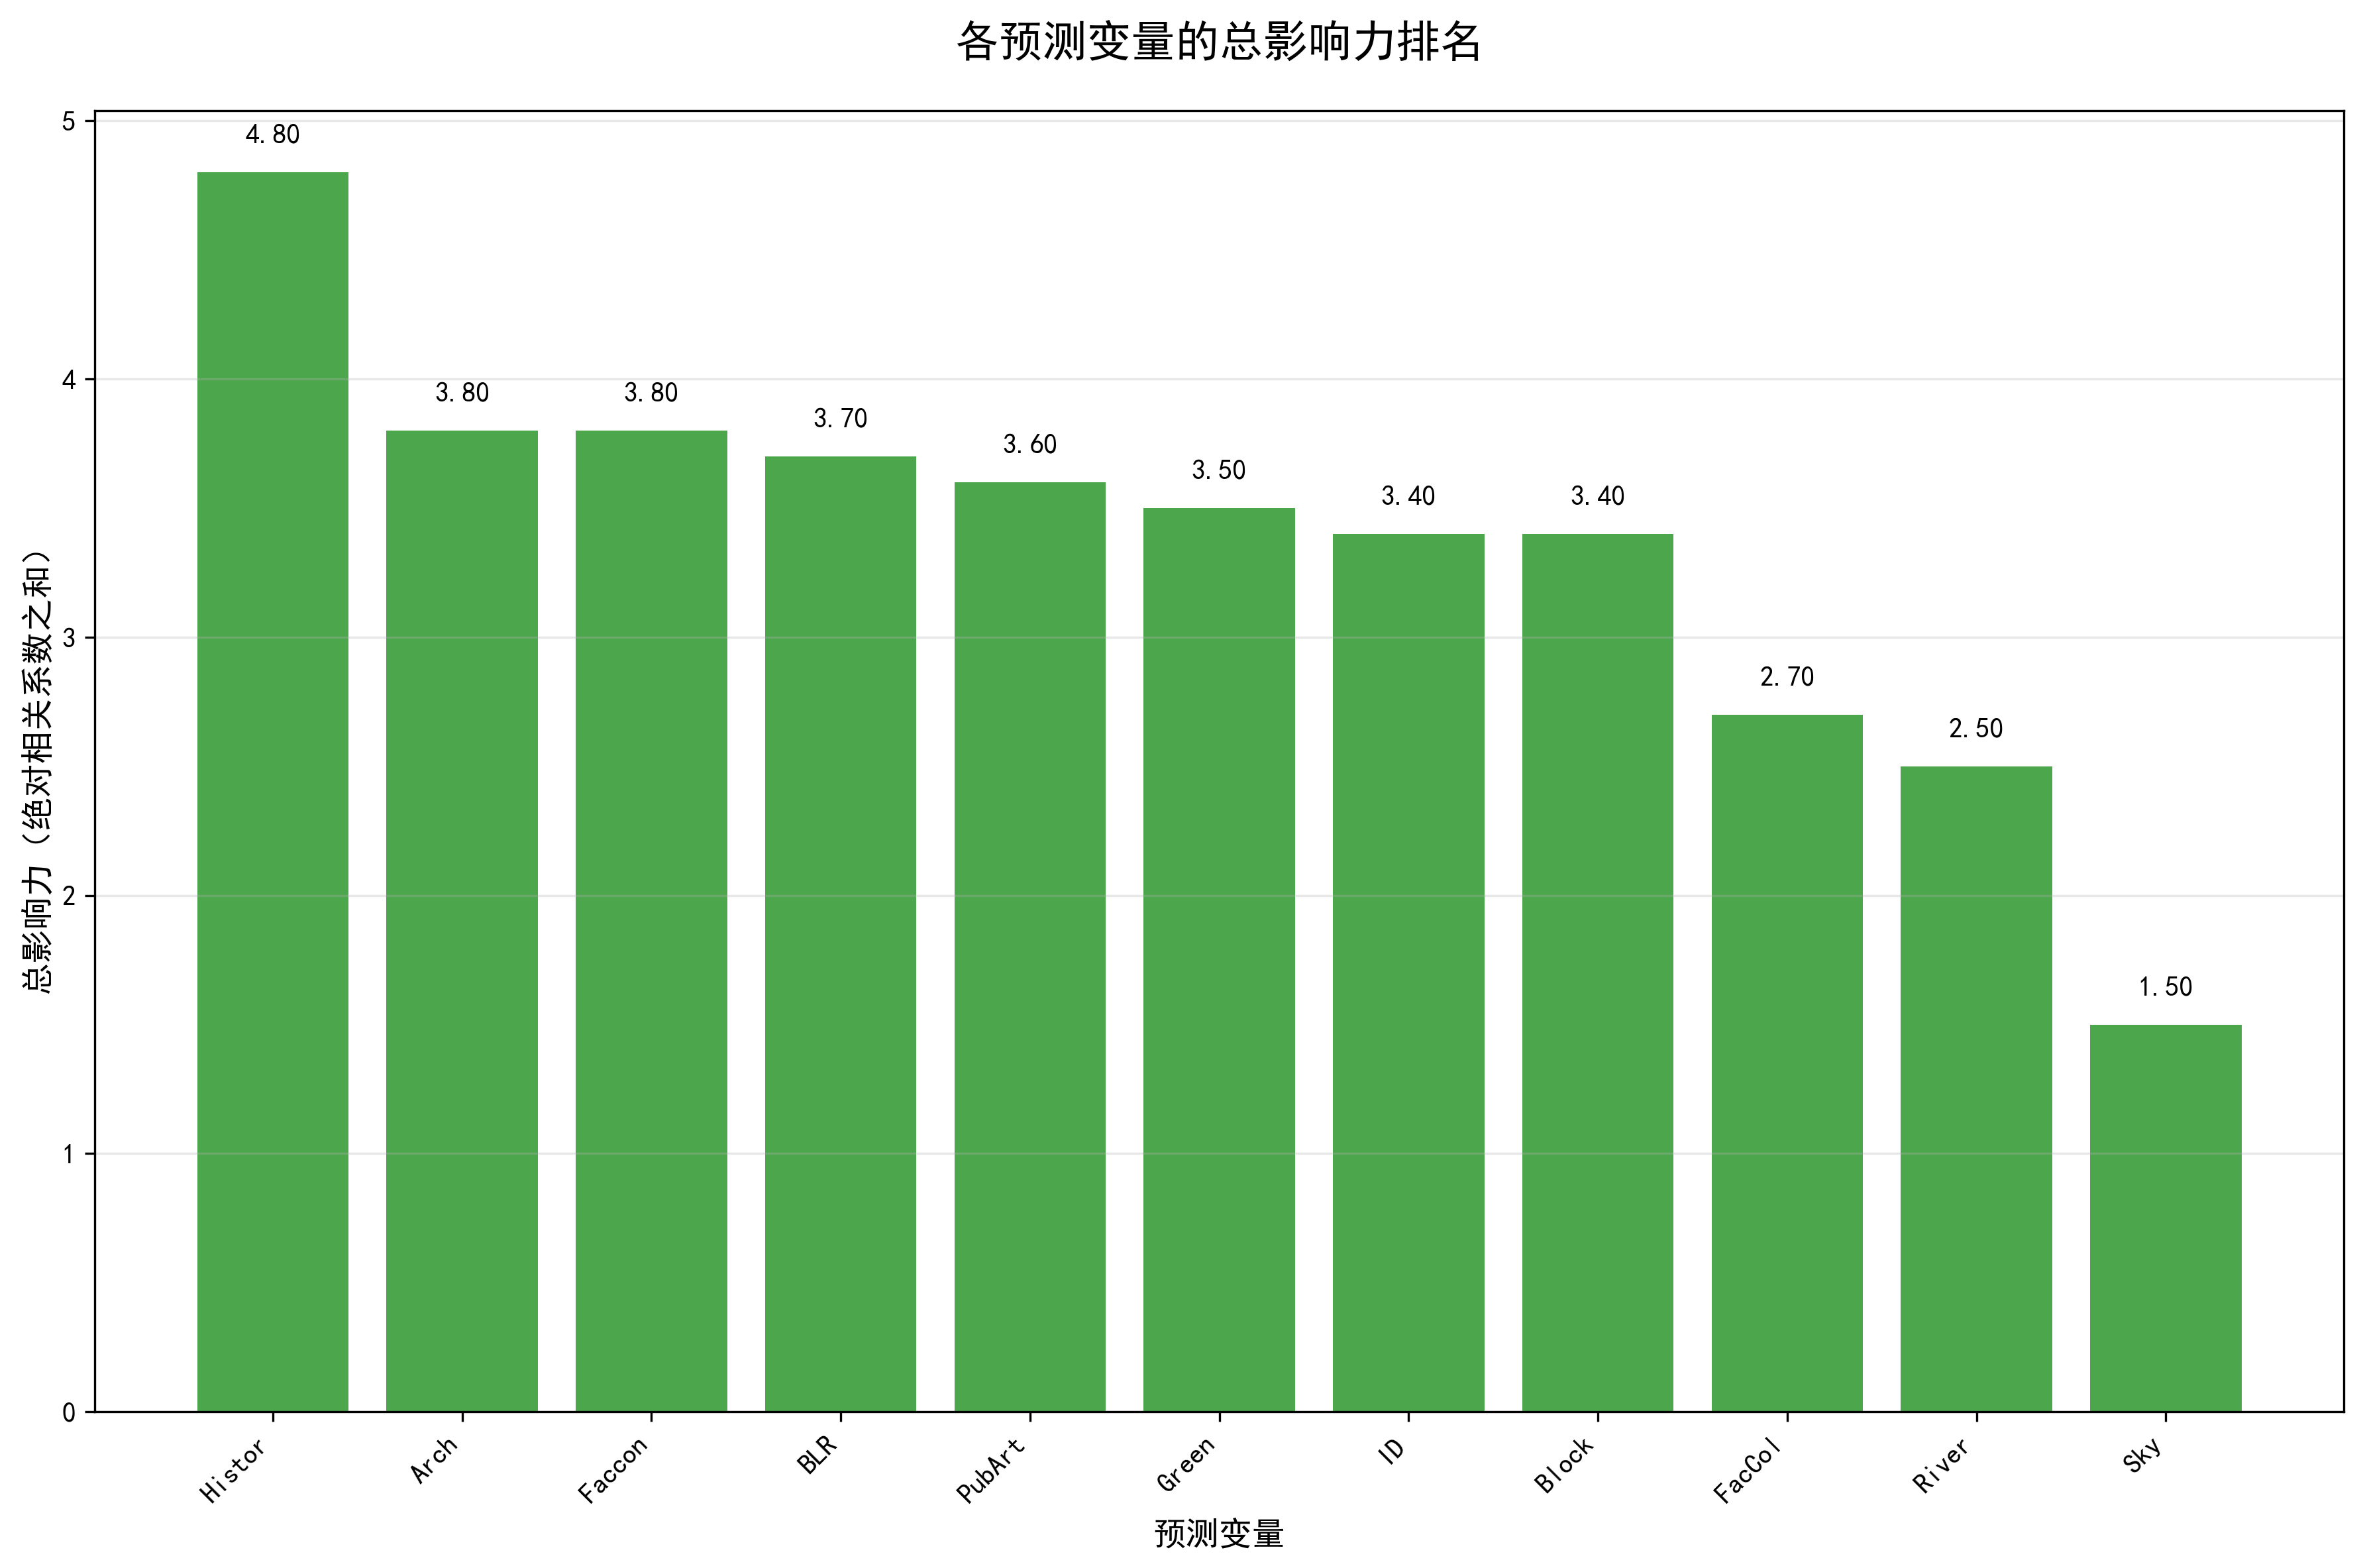 各预测变量的总影响力排名
总影响力（绝对相关系数之和）
5
4
3
2
1
0
4.80
3.80
3.80
3.70
3.60
3.50
3.40
3.40
2.70
2.50
1.50
Histor
Arch
Faccon
BLR
PubArt
Green
ID
Block
FacCol
River
Sky
预测变量